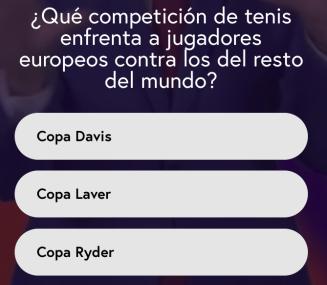 ¿Qué competición de tenis
enfrenta a jugadores
europeos contra los del resto
del mundo?
Copa Davis
Copa Laver
Copa Ryder